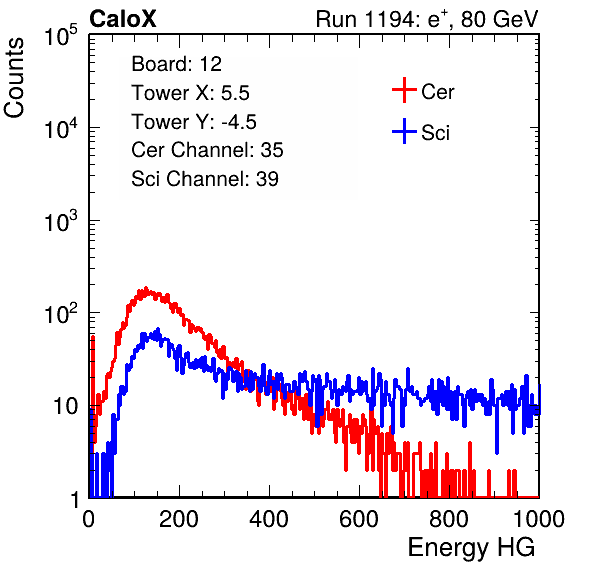 CaloX Run 1194: e⁺, 80 GeV
Counts
10⁵
10⁴
10³
10²
10
1
Board: 12
Tower X: 5.5
Tower Y: -4.5
Cer Channel: 35
Sci Channel: 39
Cer
Sci
0 200 400 600 800 1000
Energy HG